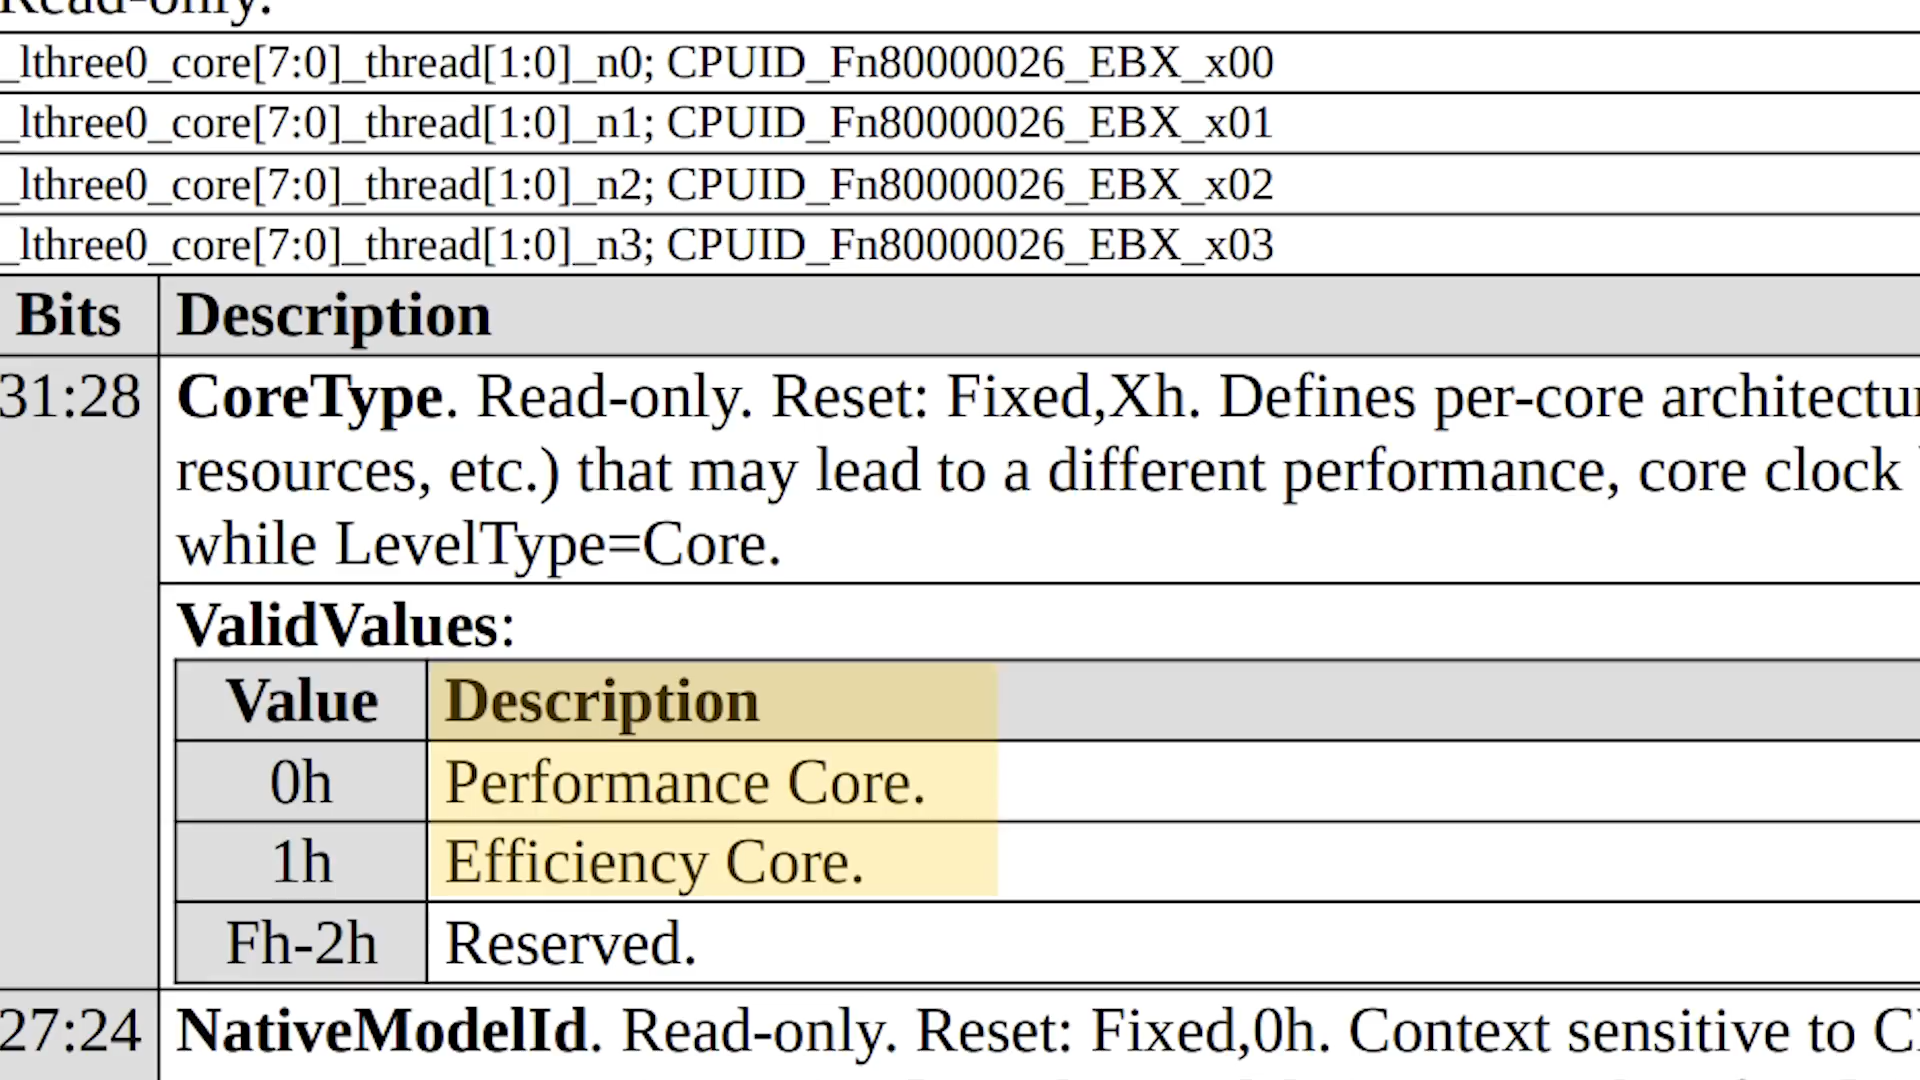 Read-only.
_lthree0_core[7:0]_thread[1:0]_n0; CPUID_Fn80000026_EBX_x00
_lthree0_core[7:0]_thread[1:0]_n1; CPUID_Fn80000026_EBX_x01
_lthree0_core[7:0]_thread[1:0]_n2; CPUID_Fn80000026_EBX_x02
_lthree0_core[7:0]_thread[1:0]_n3; CPUID_Fn80000026_EBX_x03
Bits Description
31:28 CoreType. Read-only. Reset: Fixed,Xh. Defines per-core
resources, etc.) that may lead to a different performance, core clock
while LevelType=Core.
ValidValues:
Value Description
0h Performance Core.
1h Efficiency Core.
Fh-2h Reserved.
27:24 NativeModelId. Read-only. Reset: Fixed,0h. Context sensitive to